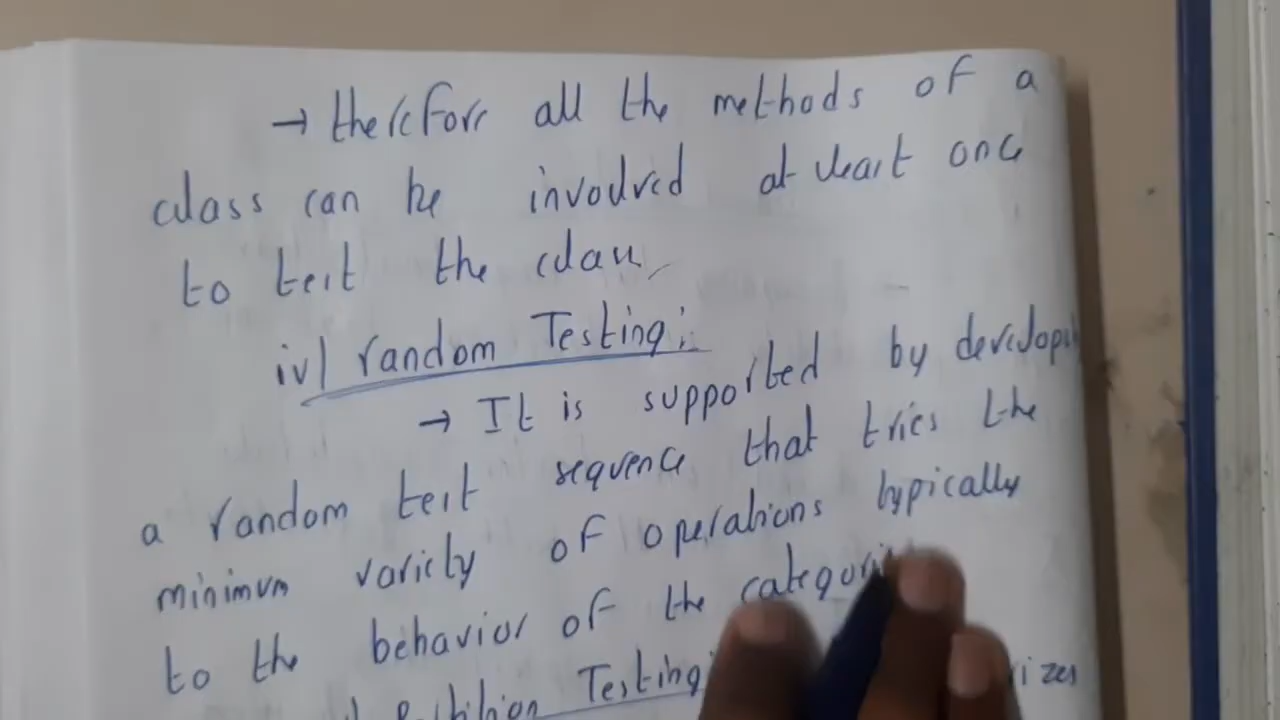 → therefore all the methods of a
class can be involved at least one
to test the class
iv) random Testing:
→ It is supported by
a random test sequence that tries the
minimum variety of operations typically
to the behavior of the
Testing